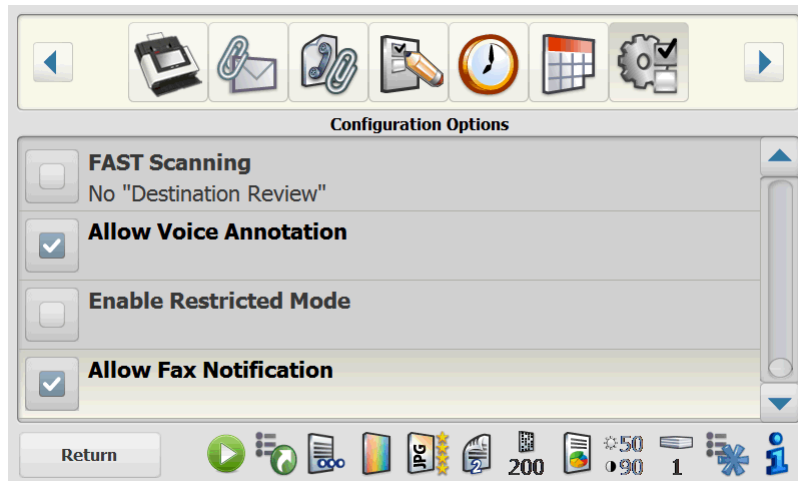 Configuration Options
FAST Scanning
No "Destination Review"
Allow Voice Annotation
Enable Restricted Mode
Allow Fax Notification
Return
JPG
2
200
50
90
1